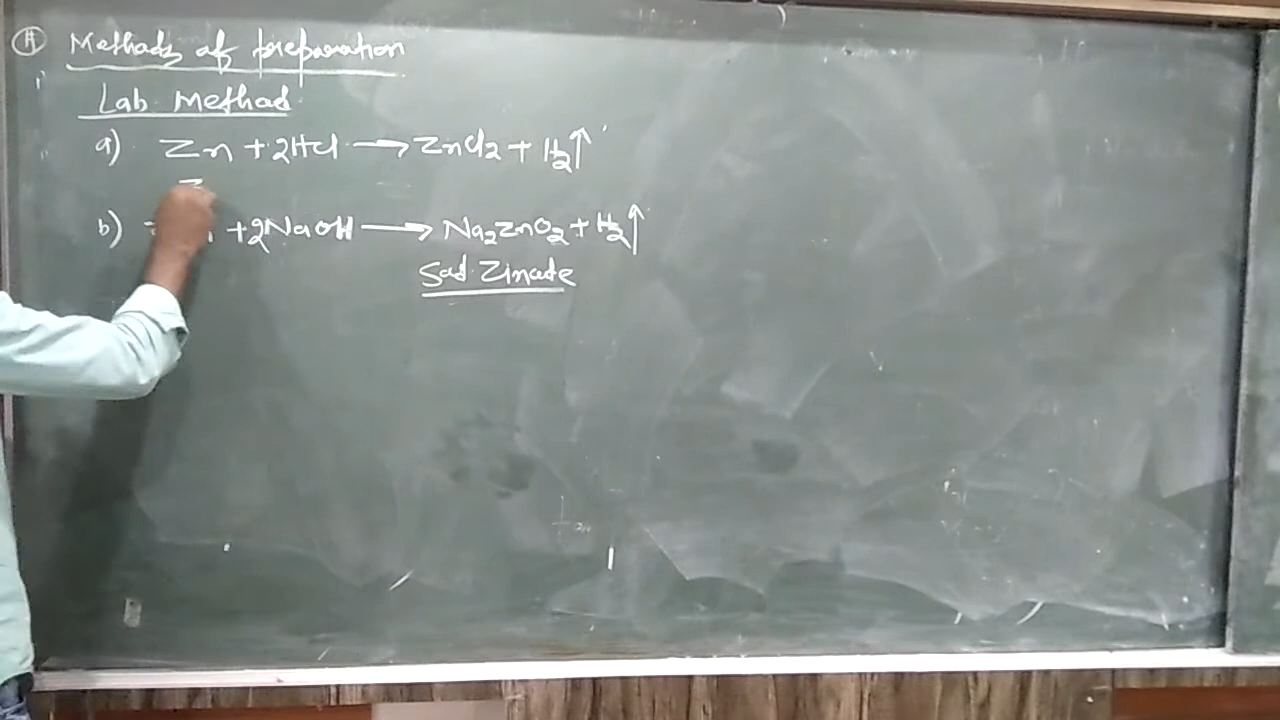 (A) Methods of preparation
Lab Method
a) Zn + 2HCl → ZnCl2 + H2↑
Z
b) + 2NaOH → Na2ZnO2 + H2↑
Sod. Zincate